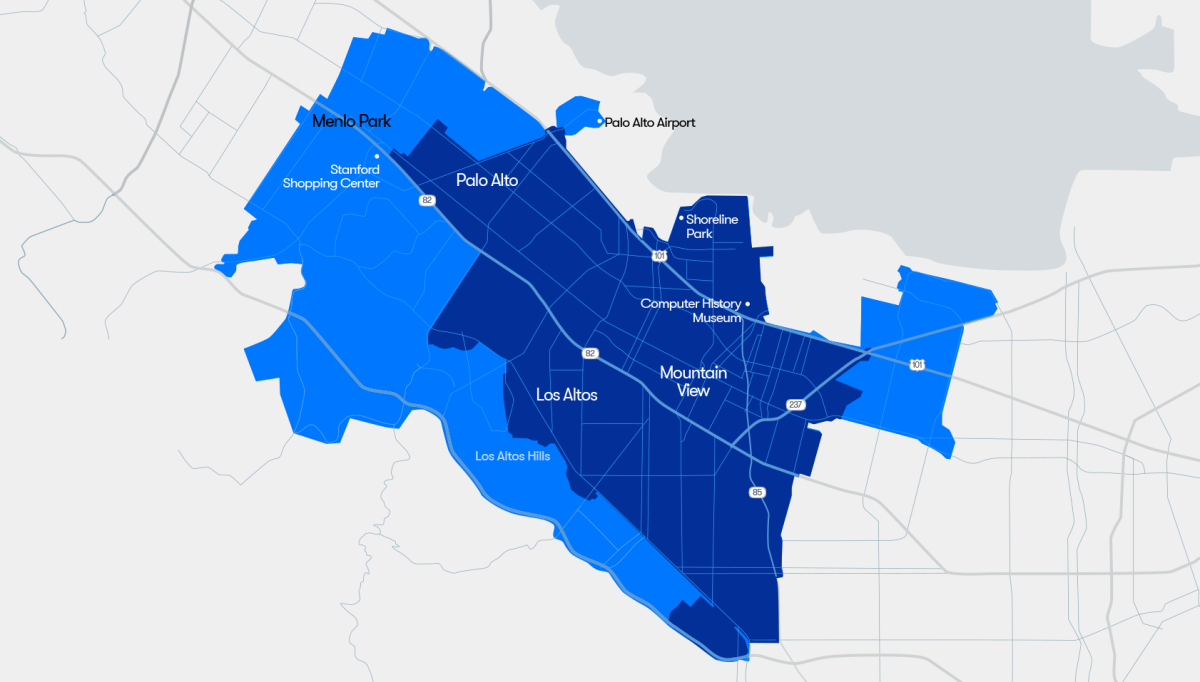 Menlo Park
Palo Alto Airport
Stanford
Shopping Center
Palo Alto
82
Shoreline
Park
101
Computer History
Museum
82
101
Mountain
View
Los Altos
237
Los Altos Hills
85